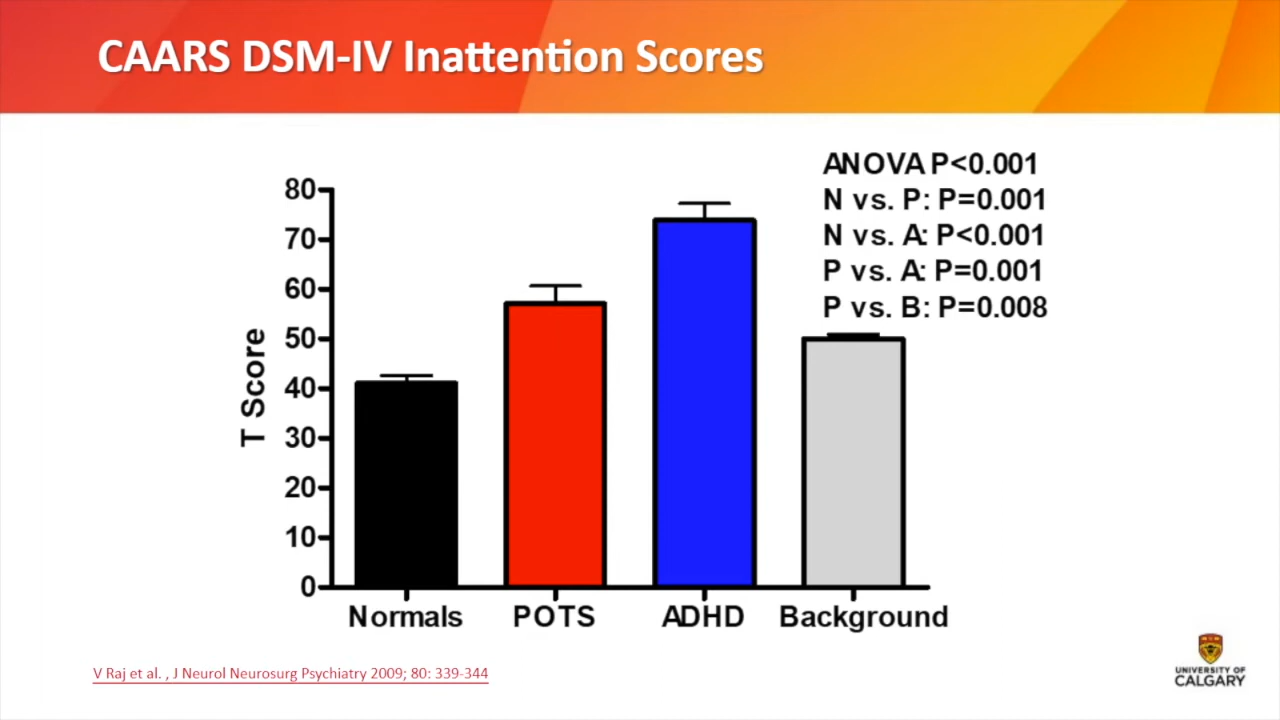 CAARS DSM-IV Inattention Scores
ANOVA P<0.001
N vs. P: P=0.001
N vs. A: P<0.001
P vs. A: P=0.001
P vs. B: P=0.008
T Score
80
70
60
50
40
30
20
10
0
Normals POTS ADHD Background
V Raj et al. , J Neurol Neurosurg Psychiatry 2009; 80: 339-344
UNIVERSITY OF
CALGARY